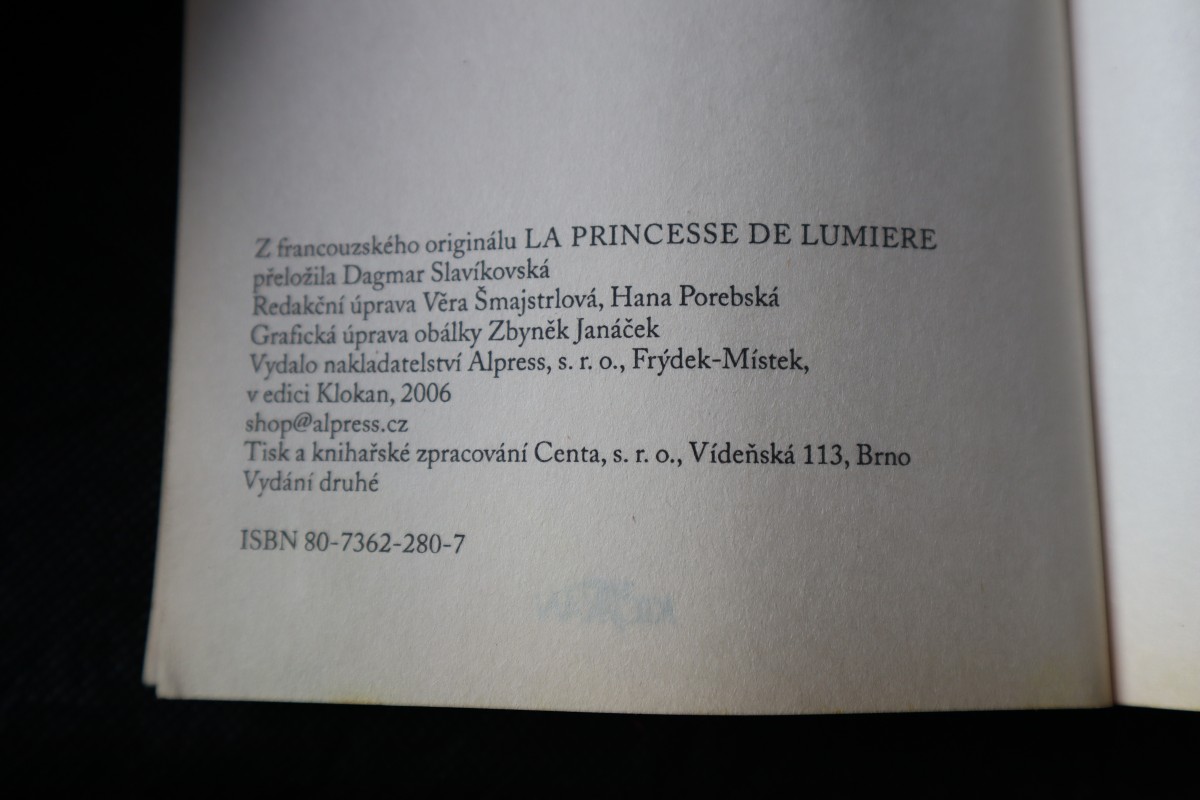 Z francouzského originálu LA PRINCESSE DE LUMIERE
přeložila Dagmar Slavíkovská
Redakční úprava Věra Šmajstrlová, Hana Porebská
Grafická úprava obálky Zbyněk Janáček
Vydalo nakladatelství Alpress, s. r. o., Frýdek-Místek,
v edici Klokan, 2006
shop@alpress.cz
Tisk a knihařské zpracování Centa, s. r. o., Vídeňská 113, Brno
Vydání druhé
ISBN 80-7362-280-7